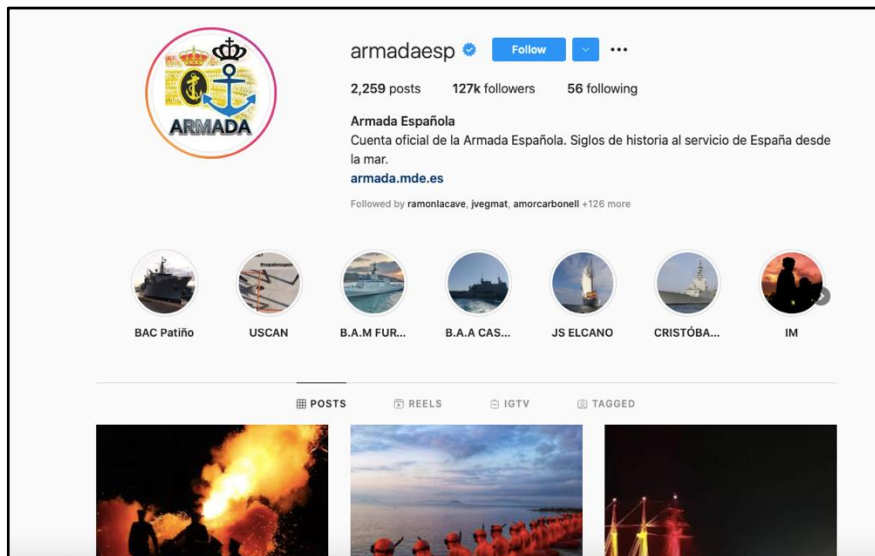 ARMADA
armadaesp
Follow
2,259 posts 127k followers 56 following
Armada Española
Cuenta oficial de la Armada Española. Siglos de historia al servicio de España desde
la mar.
armada.mde.es
Followed by ramonlacave, jvegmat, amorcarbonell +126 more
BAC Patiño USCAN B.A.M FUR... B.A.A CAS... JS ELCANO CRISTÓBA... IM
POSTS REELS IGTV TAGGED